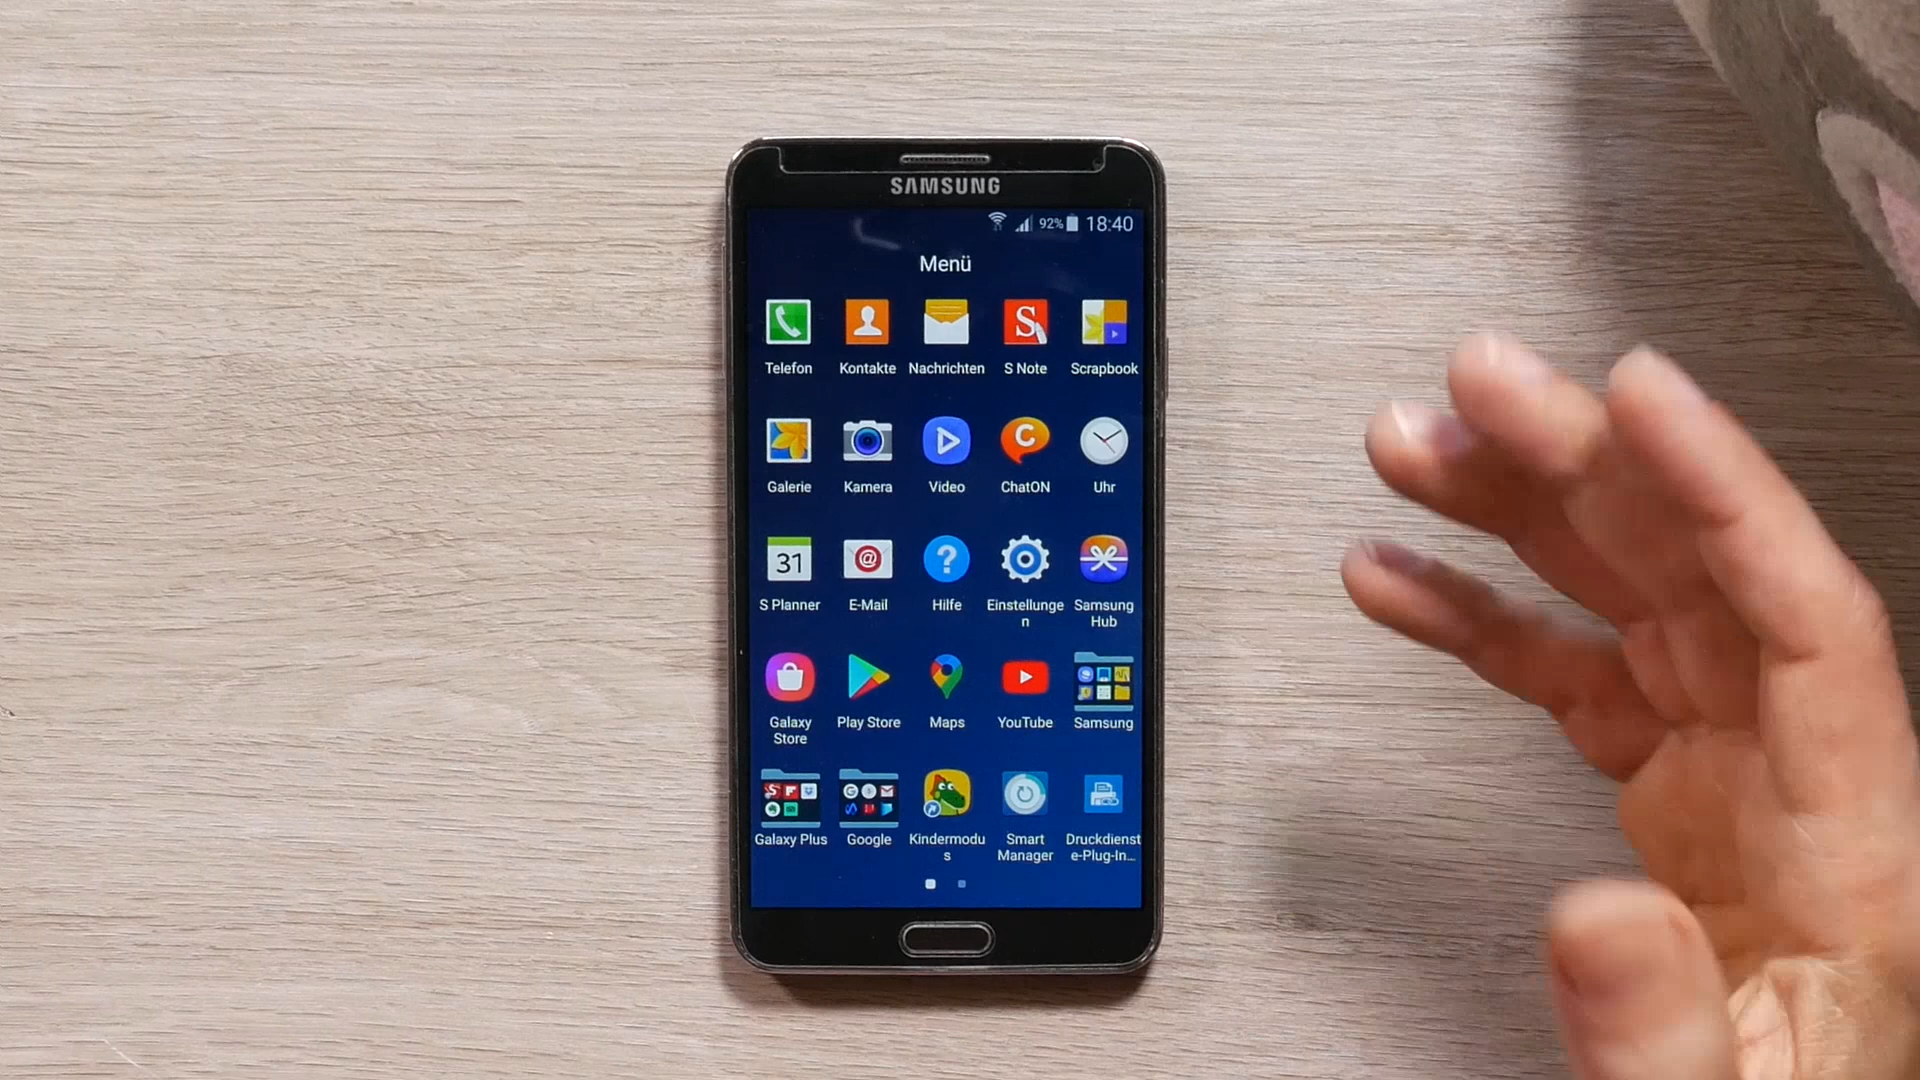 SAMSUNG
92% 18:40
Menü
Telefon Kontakte Nachrichten S Note Scrapbook
S
C
Galerie Kamera Video ChatON Uhr
31 @ ?
S Planner E-Mail Hilfe Einstellunge Samsung
n Hub
Galaxy Play Store Maps YouTube Samsung
Store
Galaxy Plus Google Kindermodu Smart Druckdienst
s Manager e-Plug-In...